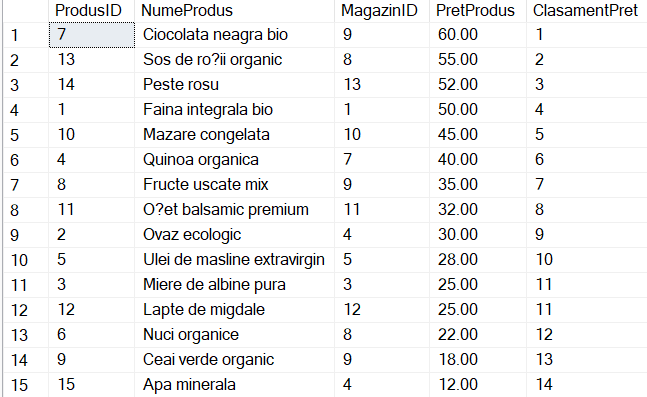 ProdusID NumeProdus MagazinID PretProdus ClasamentPret
1 7 Ciocolata neagra bio 9 60.00 1
2 13 Sos de ro?ii organic 8 55.00 2
3 14 Peste rosu 13 52.00 3
4 1 Faina integrala bio 1 50.00 4
5 10 Mazare congelata 10 45.00 5
6 4 Quinoa organica 7 40.00 6
7 8 Fructe uscate mix 9 35.00 7
8 11 O?et balsamic premium 11 32.00 8
9 2 Ovaz ecologic 4 30.00 9
10 5 Ulei de masline extravirgin 5 28.00 10
11 3 Miere de albine pura 3 25.00 11
12 12 Lapte de migdale 12 25.00 11
13 6 Nuci organice 8 22.00 12
14 9 Ceai verde organic 9 18.00 13
15 15 Apa minerala 4 12.00 14